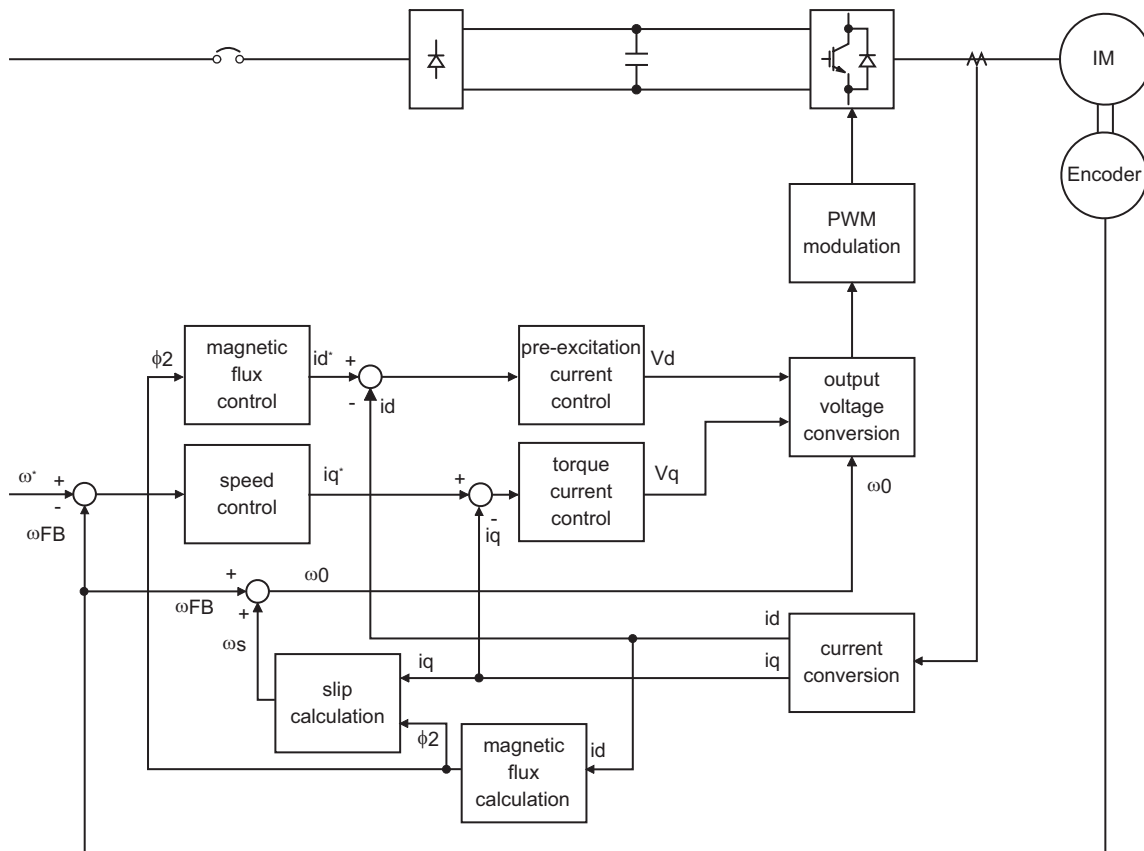 IM
Encoder
PWM
modulation
ϕ2
magnetic
flux
control
id*
+
-
id
pre-excitation
current
control
Vd
output
voltage
conversion
ω*
+
-
ωFB
speed
control
iq*
+
-
iq
torque
current
control
Vq
ω0
+
ωFB
+
ω0
ωs
slip
calculation
iq
ϕ2
id
iq
current
conversion
magnetic
flux
calculation
id